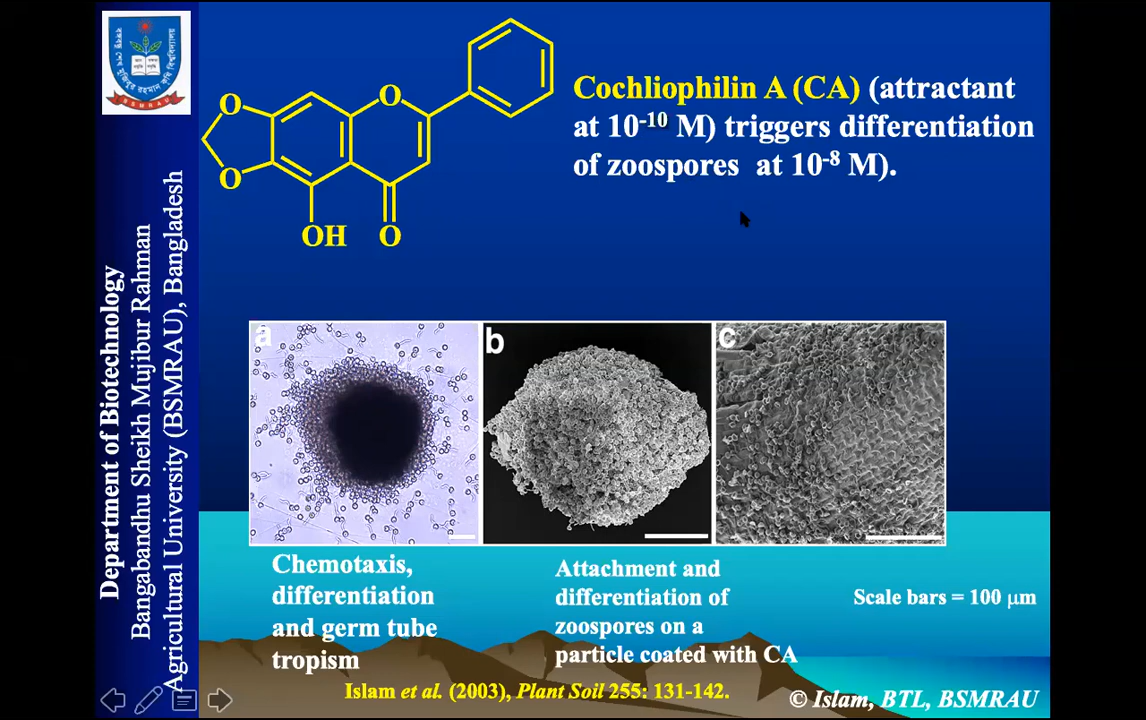 Department of Biotechnology
Bangabandhu Sheikh Mujibur Rahman
Agricultural University (BSMRAU), Bangladesh
BSMRAU
O
O
O
OH
O
Cochliophilin A (CA) (attractant
at 10⁻¹⁰ M) triggers differentiation
of zoospores at 10⁻⁸ M).
a
b
c
Chemotaxis,
differentiation
and germ tube
tropism
Attachment and
differentiation of
zoospores on a
particle coated with CA
Scale bars = 100 μm
Islam et al. (2003), Plant Soil 255: 131-142.
© Islam, BTL, BSMRAU